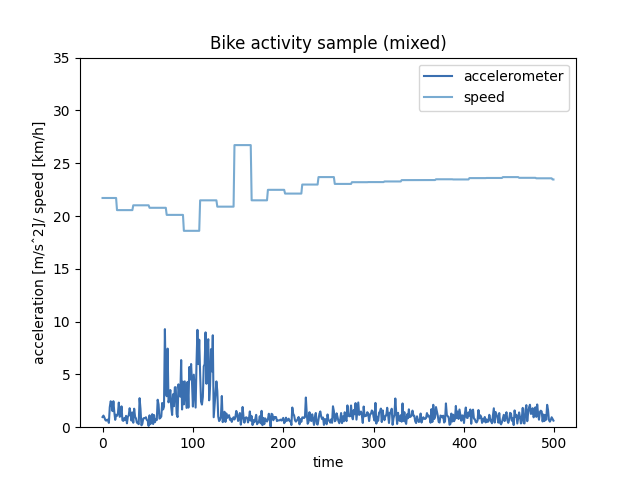 Bike activity sample (mixed)
accelerometer
speed
acceleration [m/s^2]/ speed [km/h]
35
30
25
20
15
10
5
0
0 100 200 300 400 500
time